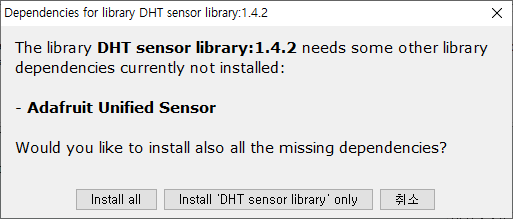 Dependencies for library DHT sensor library:1.4.2
The library DHT sensor library:1.4.2 needs some other library
dependencies currently not installed:
- Adafruit Unified Sensor
Would you like to install also all the missing dependencies?
Install all
Install 'DHT sensor library' only
취소